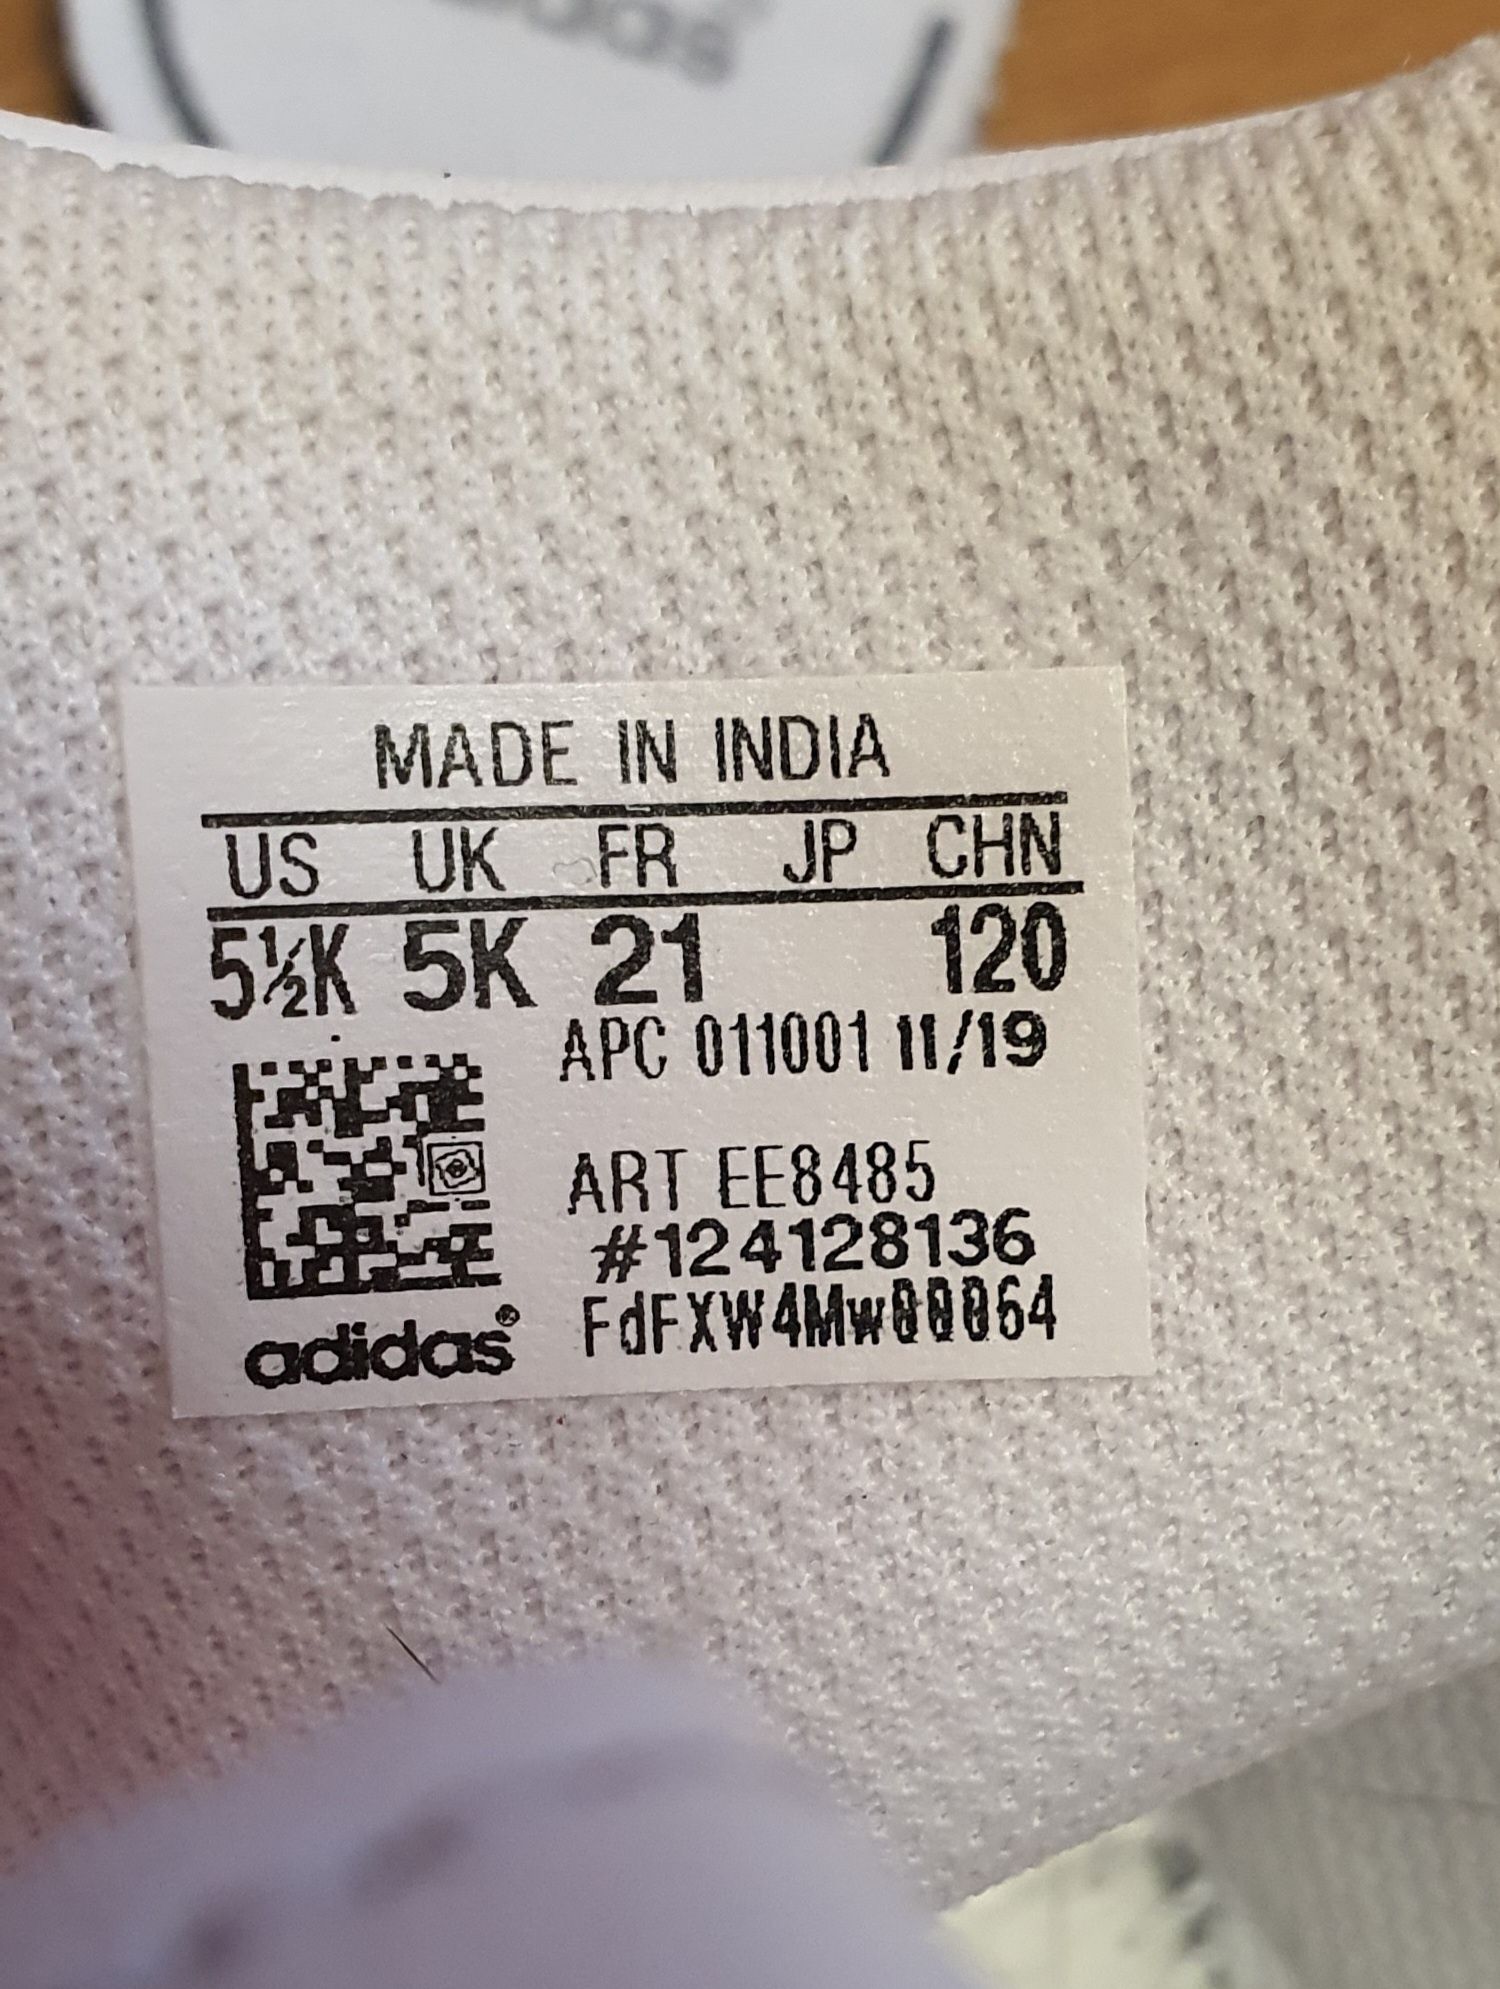 MADE IN INDIA
US UK FR JP CHN
5½K 5K 21 120
APC 011001 11/19
ART EE8485
#124128136
FdFXW4Mw00064
adidas®